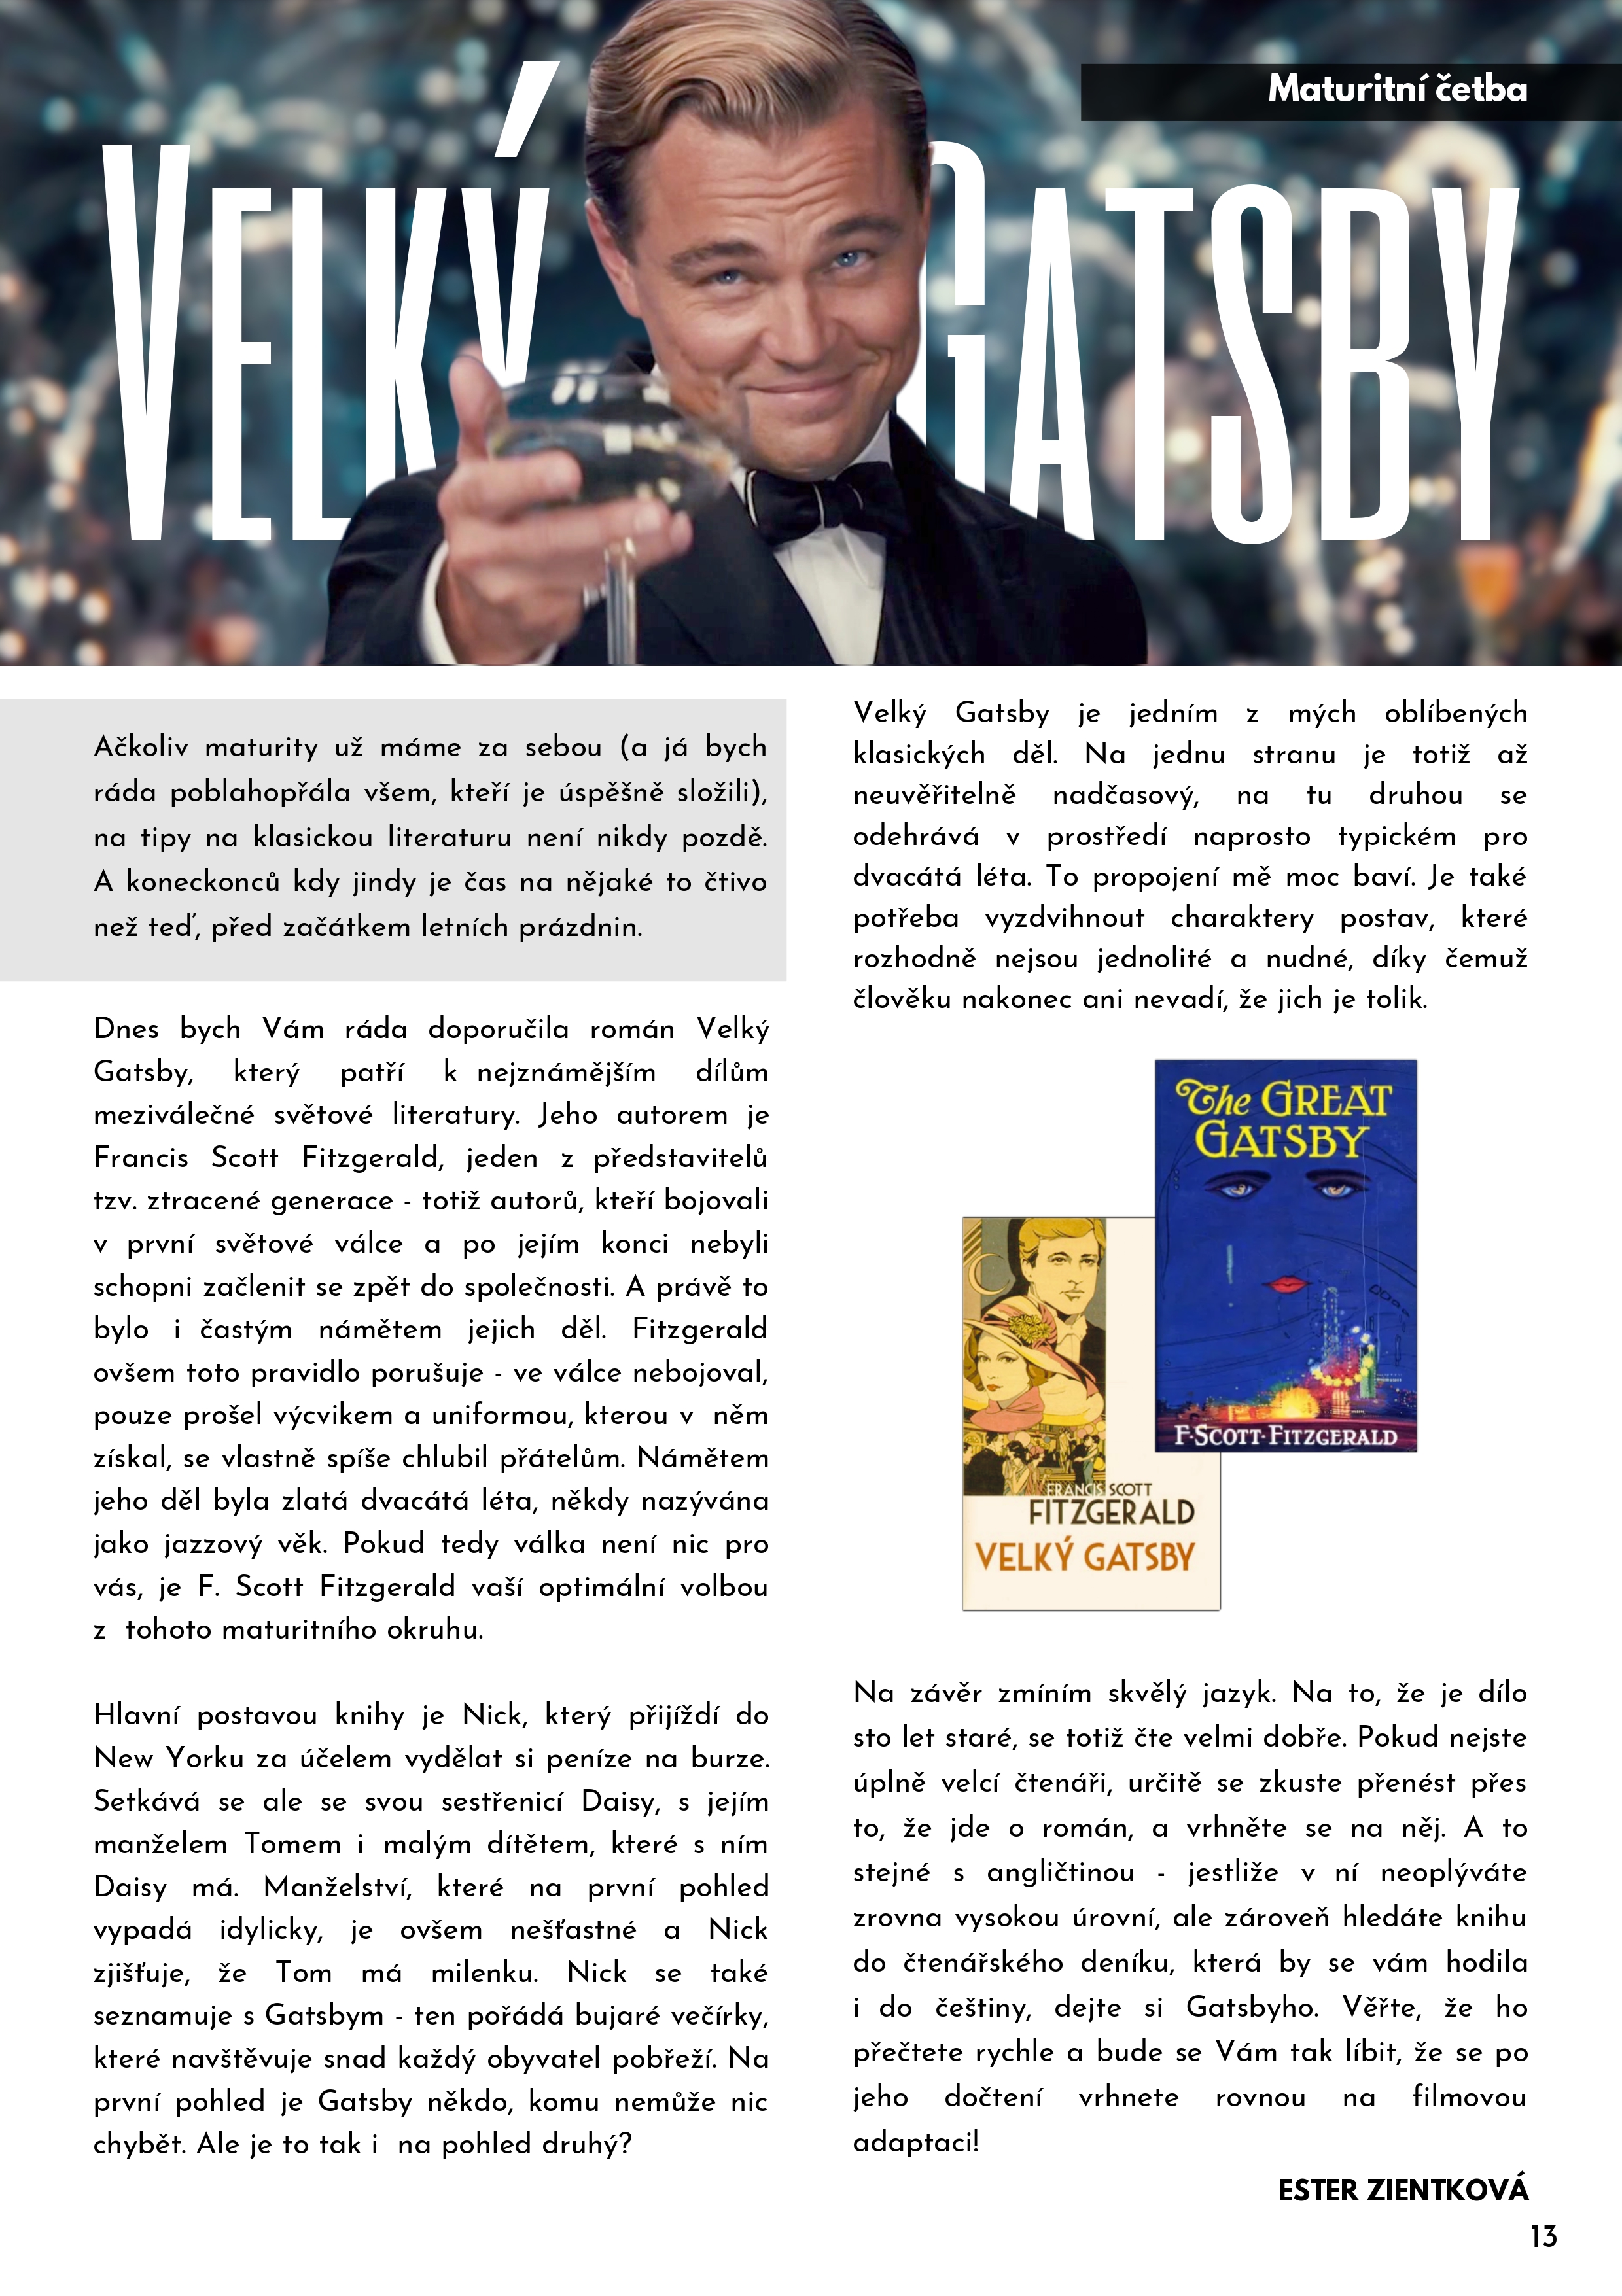 Maturitní četba
VELKÝ GATSBY
Ačkoliv maturity už máme za sebou (a já bych
ráda poblahopřála všem, kteří je úspěšně složili),
na tipy na klasickou literaturu není nikdy pozdě.
A koneckonců kdy jindy je čas na nějaké to čtivo
než teď, před začátkem letních prázdnin.
Dnes bych Vám ráda doporučila román Velký
Gatsby, který patří k nejznámějším dílům
meziválečné světové literatury. Jeho autorem je
Francis Scott Fitzgerald, jeden z představitelů
tzv. ztracené generace - totiž autorů, kteří bojovali
v první světové válce a po jejím konci nebyli
schopni začlenit se zpět do společnosti. A právě to
bylo i častým námětem jejich děl. Fitzgerald
ovšem toto pravidlo porušuje - ve válce nebojoval,
pouze prošel výcvikem a uniformou, kterou v něm
získal, se vlastně spíše chlubil přátelům. Námětem
jeho děl byla zlatá dvacátá léta, někdy nazývána
jako jazzový věk. Pokud tedy válka není nic pro
vás, je F. Scott Fitzgerald vaší optimální volbou
z tohoto maturitního okruhu.
Hlavní postavou knihy je Nick, který přijíždí do
New Yorku za účelem vydělat si peníze na burze.
Setkává se ale se svou sestřenicí Daisy, s jejím
manželem Tomem i malým dítětem, které s ním
Daisy má. Manželství, které na první pohled
vypadá idylicky, je ovšem nešťastné a Nick
zjišťuje, že Tom má milenku. Nick se také
seznamuje s Gatsbym - ten pořádá bujaré večírky,
které navštěvuje snad každý obyvatel pobřeží. Na
první pohled je Gatsby někdo, komu nemůže nic
chybět. Ale je to tak i na pohled druhý?
Velký Gatsby je jedním z mých oblíbených
klasických děl. Na jednu stranu je totiž až
neuvěřitelně nadčasový, na tu druhou se
odehrává v prostředí naprosto typickém pro
dvacátá léta. To propojení mě moc baví. Je také
potřeba vyzdvihnout charaktery postav, které
rozhodně nejsou jednolité a nudné, díky čemuž
člověku nakonec ani nevadí, že jich je tolik.
The GREAT
GATSBY
F·SCOTT·FITZGERALD
FRANCIS SCOTT
FITZGERALD
VELKÝ GATSBY
Na závěr zmíním skvělý jazyk. Na to, že je dílo
sto let staré, se totiž čte velmi dobře. Pokud nejste
úplně velcí čtenáři, určitě se zkuste přenést přes
to, že jde o román, a vrhněte se na něj. A to
stejné s angličtinou - jestliže v ní neoplýváte
zrovna vysokou úrovní, ale zároveň hledáte knihu
do čtenářského deníku, která by se vám hodila
i do češtiny, dejte si Gatsbyho. Věřte, že ho
přečtete rychle a bude se Vám tak líbit, že se po
jeho dočtení vrhnete rovnou na filmovou
adaptaci!
ESTER ZIENTKOVÁ
13